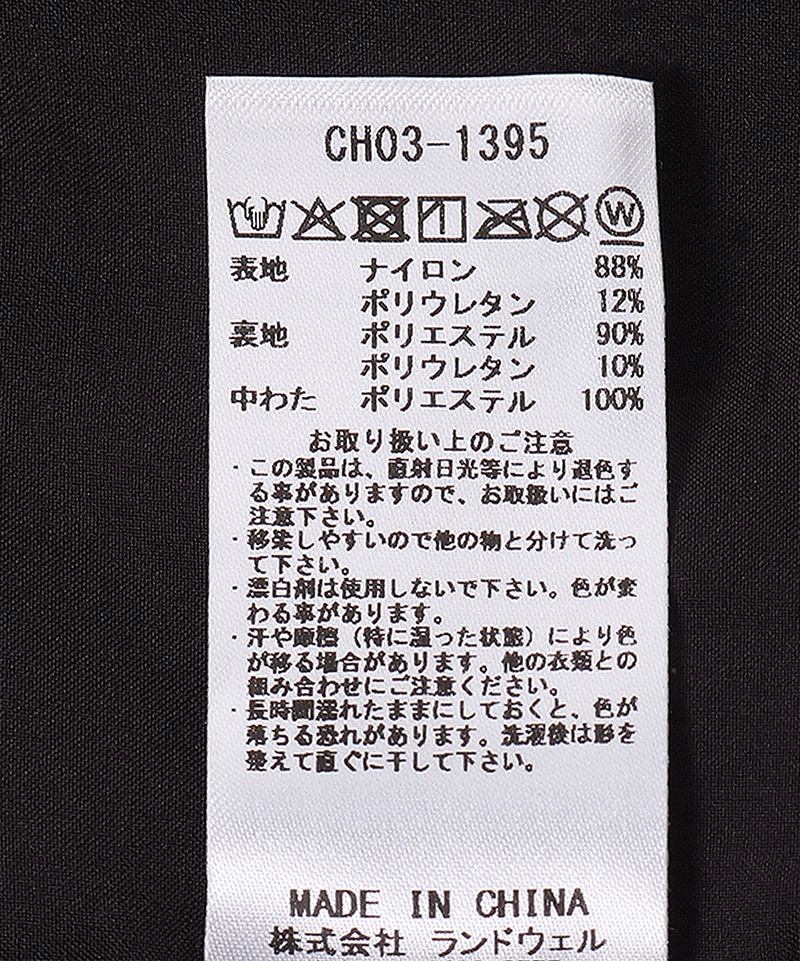 CH03-1395
W
表地 ナイロン 88%
ポリウレタン 12%
裏地 ポリエステル 90%
ポリウレタン 10%
中わた ポリエステル 100%
お取り扱い上のご注意
・この製品は、直射日光等により退色す
る事がありますので、お取扱いにはご
注意下さい。
・移染しやすいので他の物と分けて洗っ
て下さい。
・漂白剤は使用しないで下さい。色が変
わる事があります。
・汗や摩擦（特に湿った状態）により色
が移る場合があります。他の衣類との
組み合わせにご注意ください。
・長時間濡れたままにしておくと、色が
落ちる恐れがあります。洗濯後は形を
整えて直ぐに干して下さい。
MADE IN CHINA
株式会社 ランドウェル